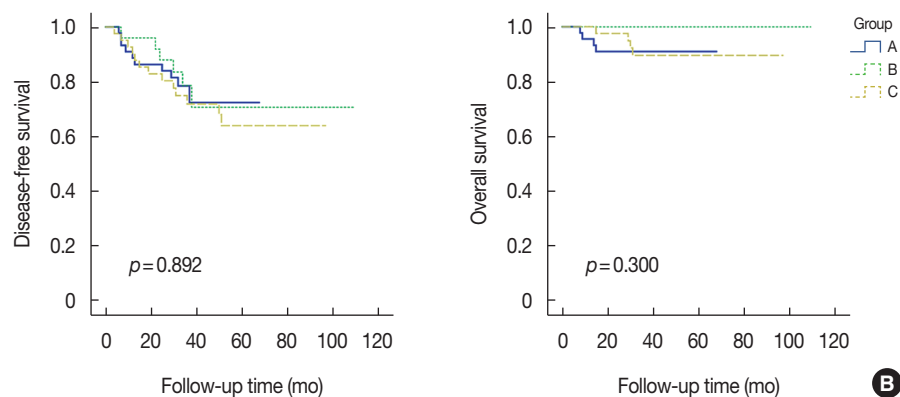 Disease-free survival
1.0
0.8
0.6
0.4
0.2
0
p=0.892
0 20 40 60 80 100 120
Follow-up time (mo)
Overall survival
1.0
0.8
0.6
0.4
0.2
0
p=0.300
0 20 40 60 80 100 120
Follow-up time (mo)
Group
A
B
C
B